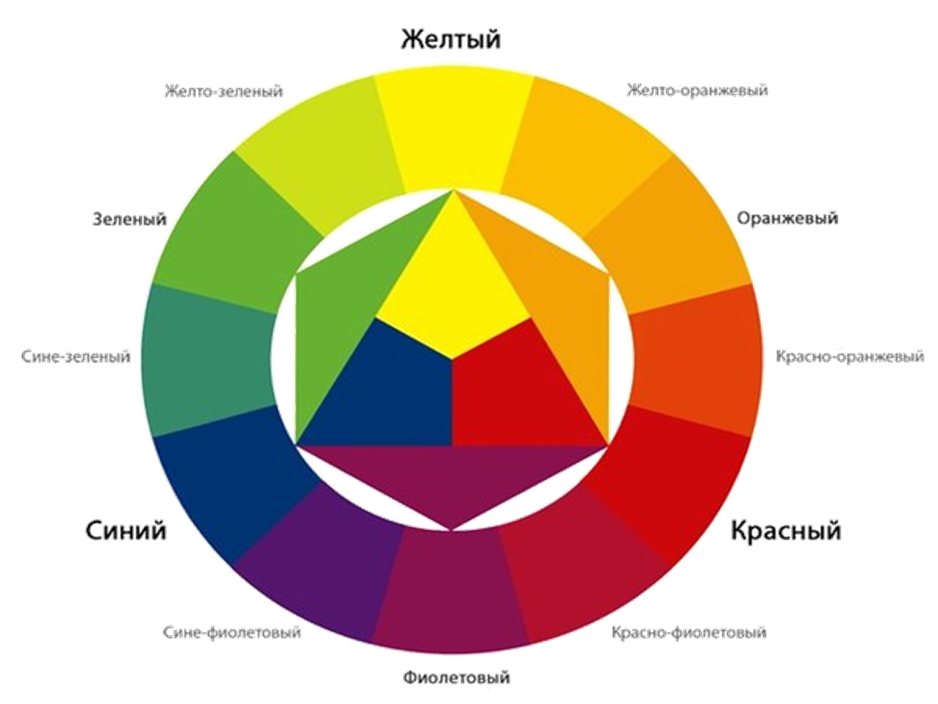 Желтый
Желто-зеленый
Желто-оранжевый
Зеленый
Оранжевый
Сине-зеленый
Красно-оранжевый
Синий
Красный
Сине-фиолетовый
Красно-фиолетовый
Фиолетовый